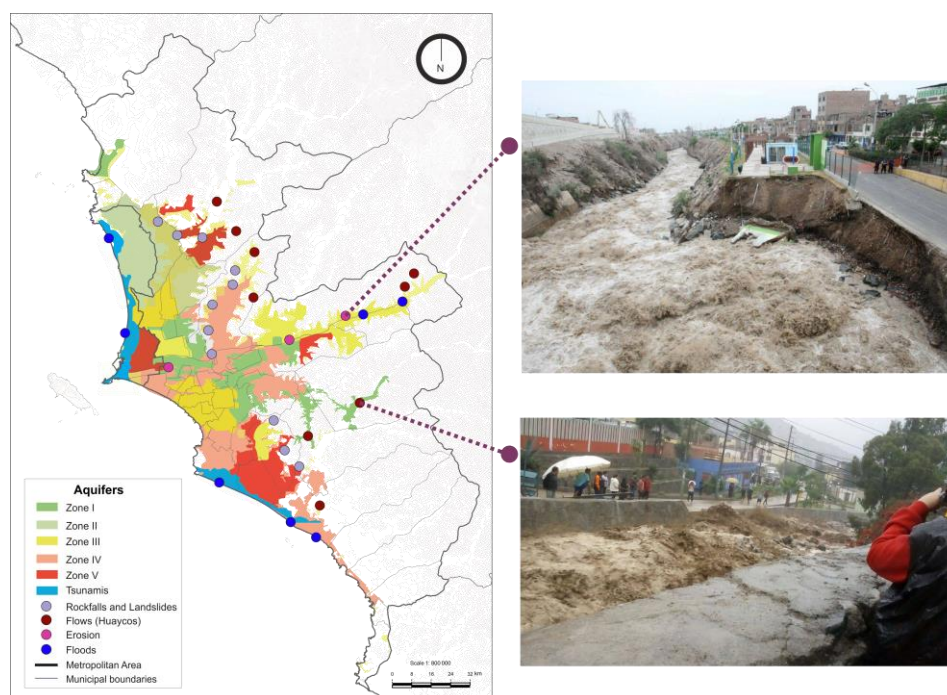 N
Aquifers
Zone I
Zone II
Zone III
Zone IV
Zone V
Tsunamis
Rockfalls and Landslides
Flows (Huaycos)
Erosion
Floods
Metropolitan Area
Municipal boundaries
Scale 1: 800 000
0 8 16 24 32 km